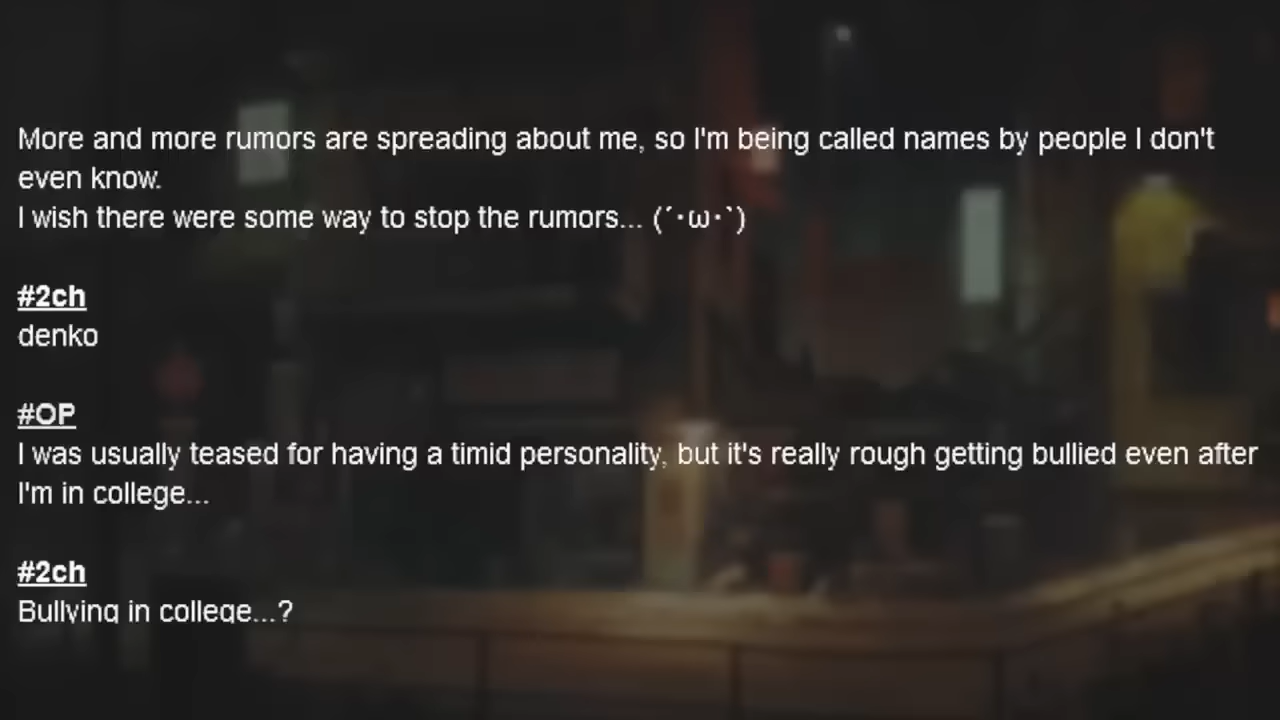 More and more rumors are spreading about me, so I'm being called names by people I don't
even know.
I wish there were some way to stop the rumors... (´･ω･`)
#2ch
denko
#OP
I was usually teased for having a timid personality, but it's really rough getting bullied even after
I'm in college...
#2ch
Bullying in college...?